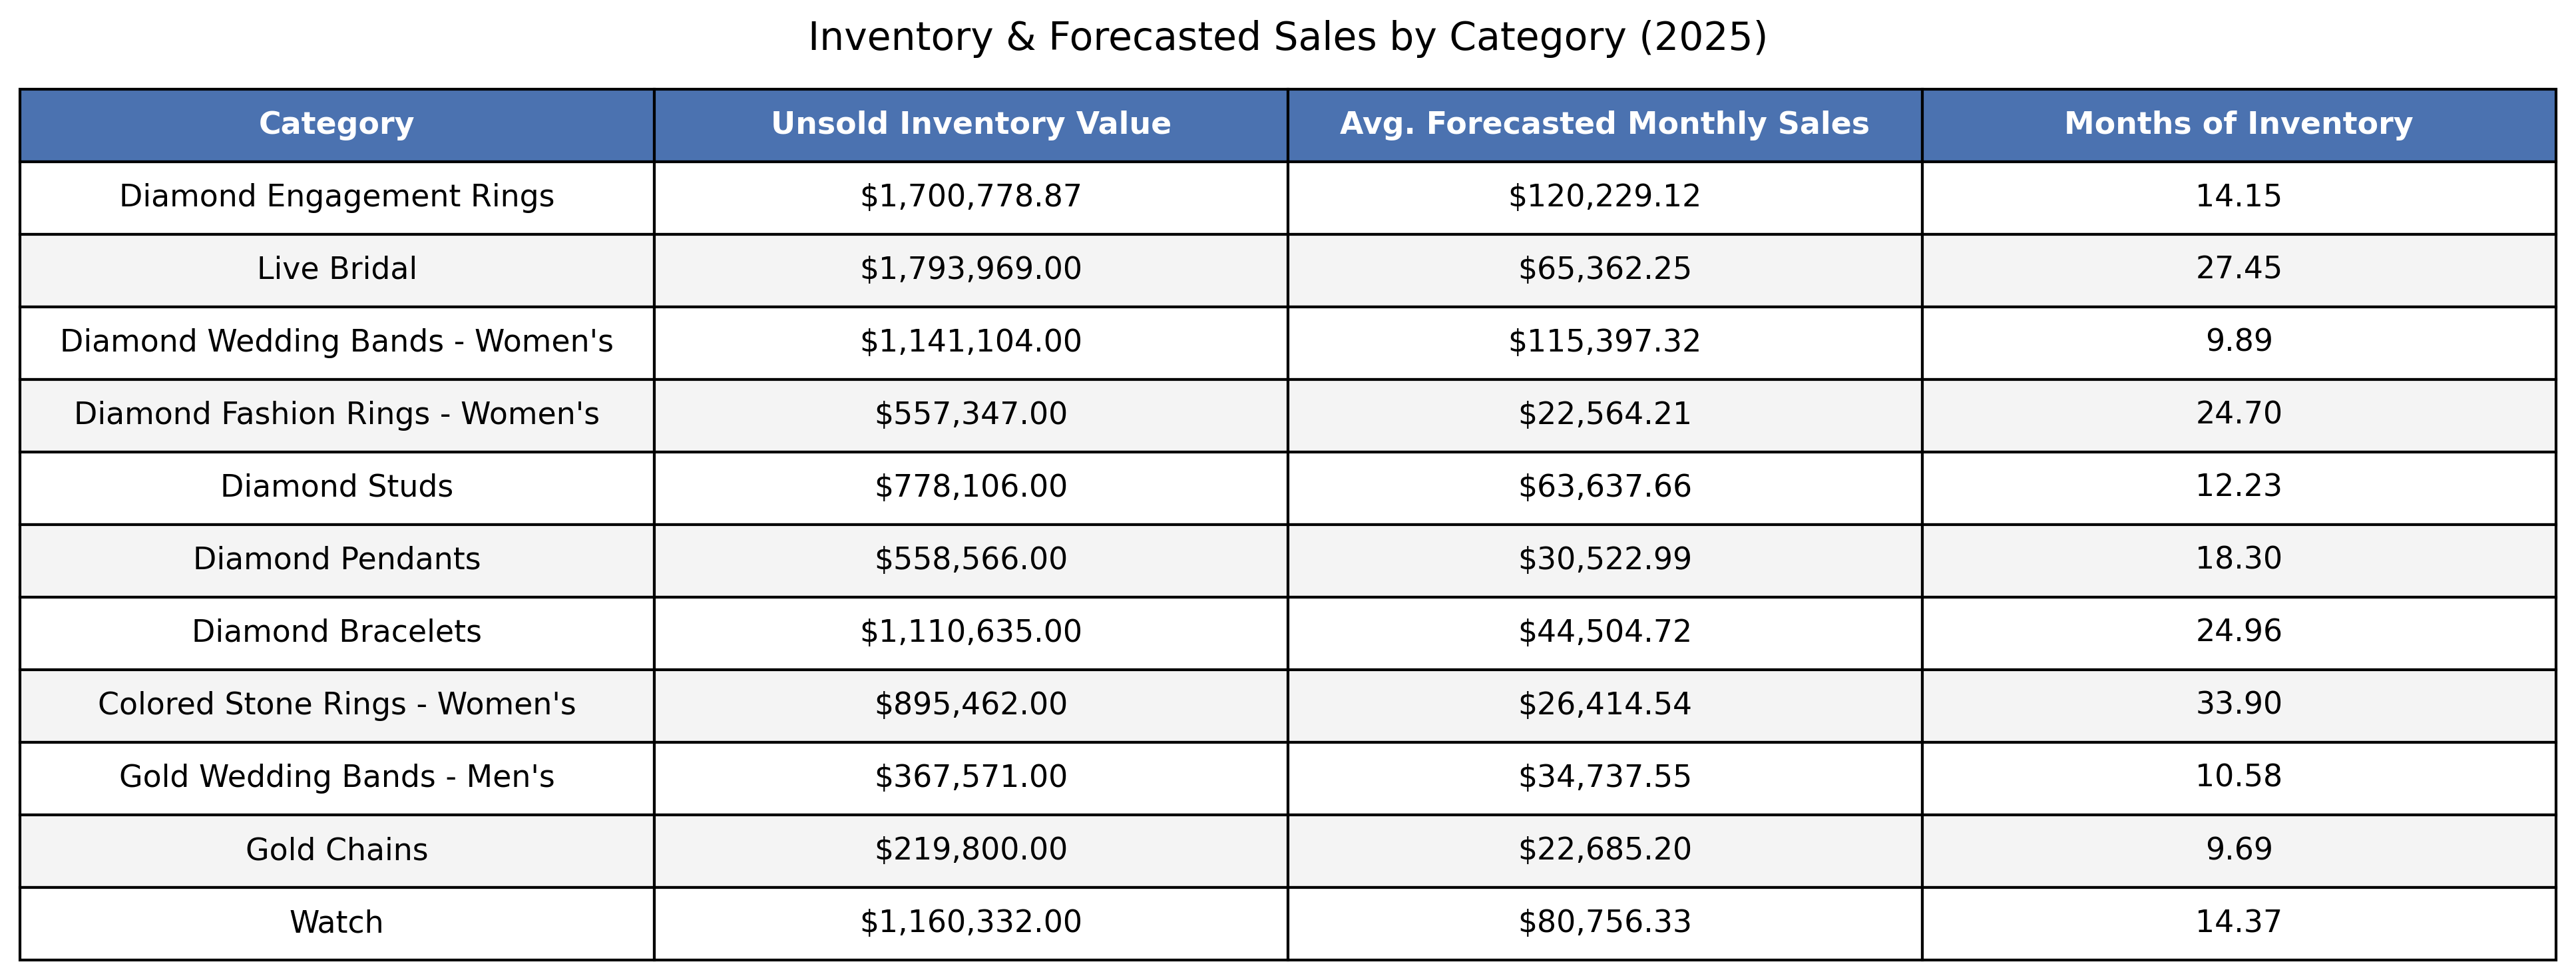 Inventory & Forecasted Sales by Category (2025)
Category Unsold Inventory Value Avg. Forecasted Monthly Sales Months of Inventory
Diamond Engagement Rings $1,700,778.87 $120,229.12 14.15
Live Bridal $1,793,969.00 $65,362.25 27.45
Diamond Wedding Bands - Women's $1,141,104.00 $115,397.32 9.89
Diamond Fashion Rings - Women's $557,347.00 $22,564.21 24.70
Diamond Studs $778,106.00 $63,637.66 12.23
Diamond Pendants $558,566.00 $30,522.99 18.30
Diamond Bracelets $1,110,635.00 $44,504.72 24.96
Colored Stone Rings - Women's $895,462.00 $26,414.54 33.90
Gold Wedding Bands - Men's $367,571.00 $34,737.55 10.58
Gold Chains $219,800.00 $22,685.20 9.69
Watch $1,160,332.00 $80,756.33 14.37